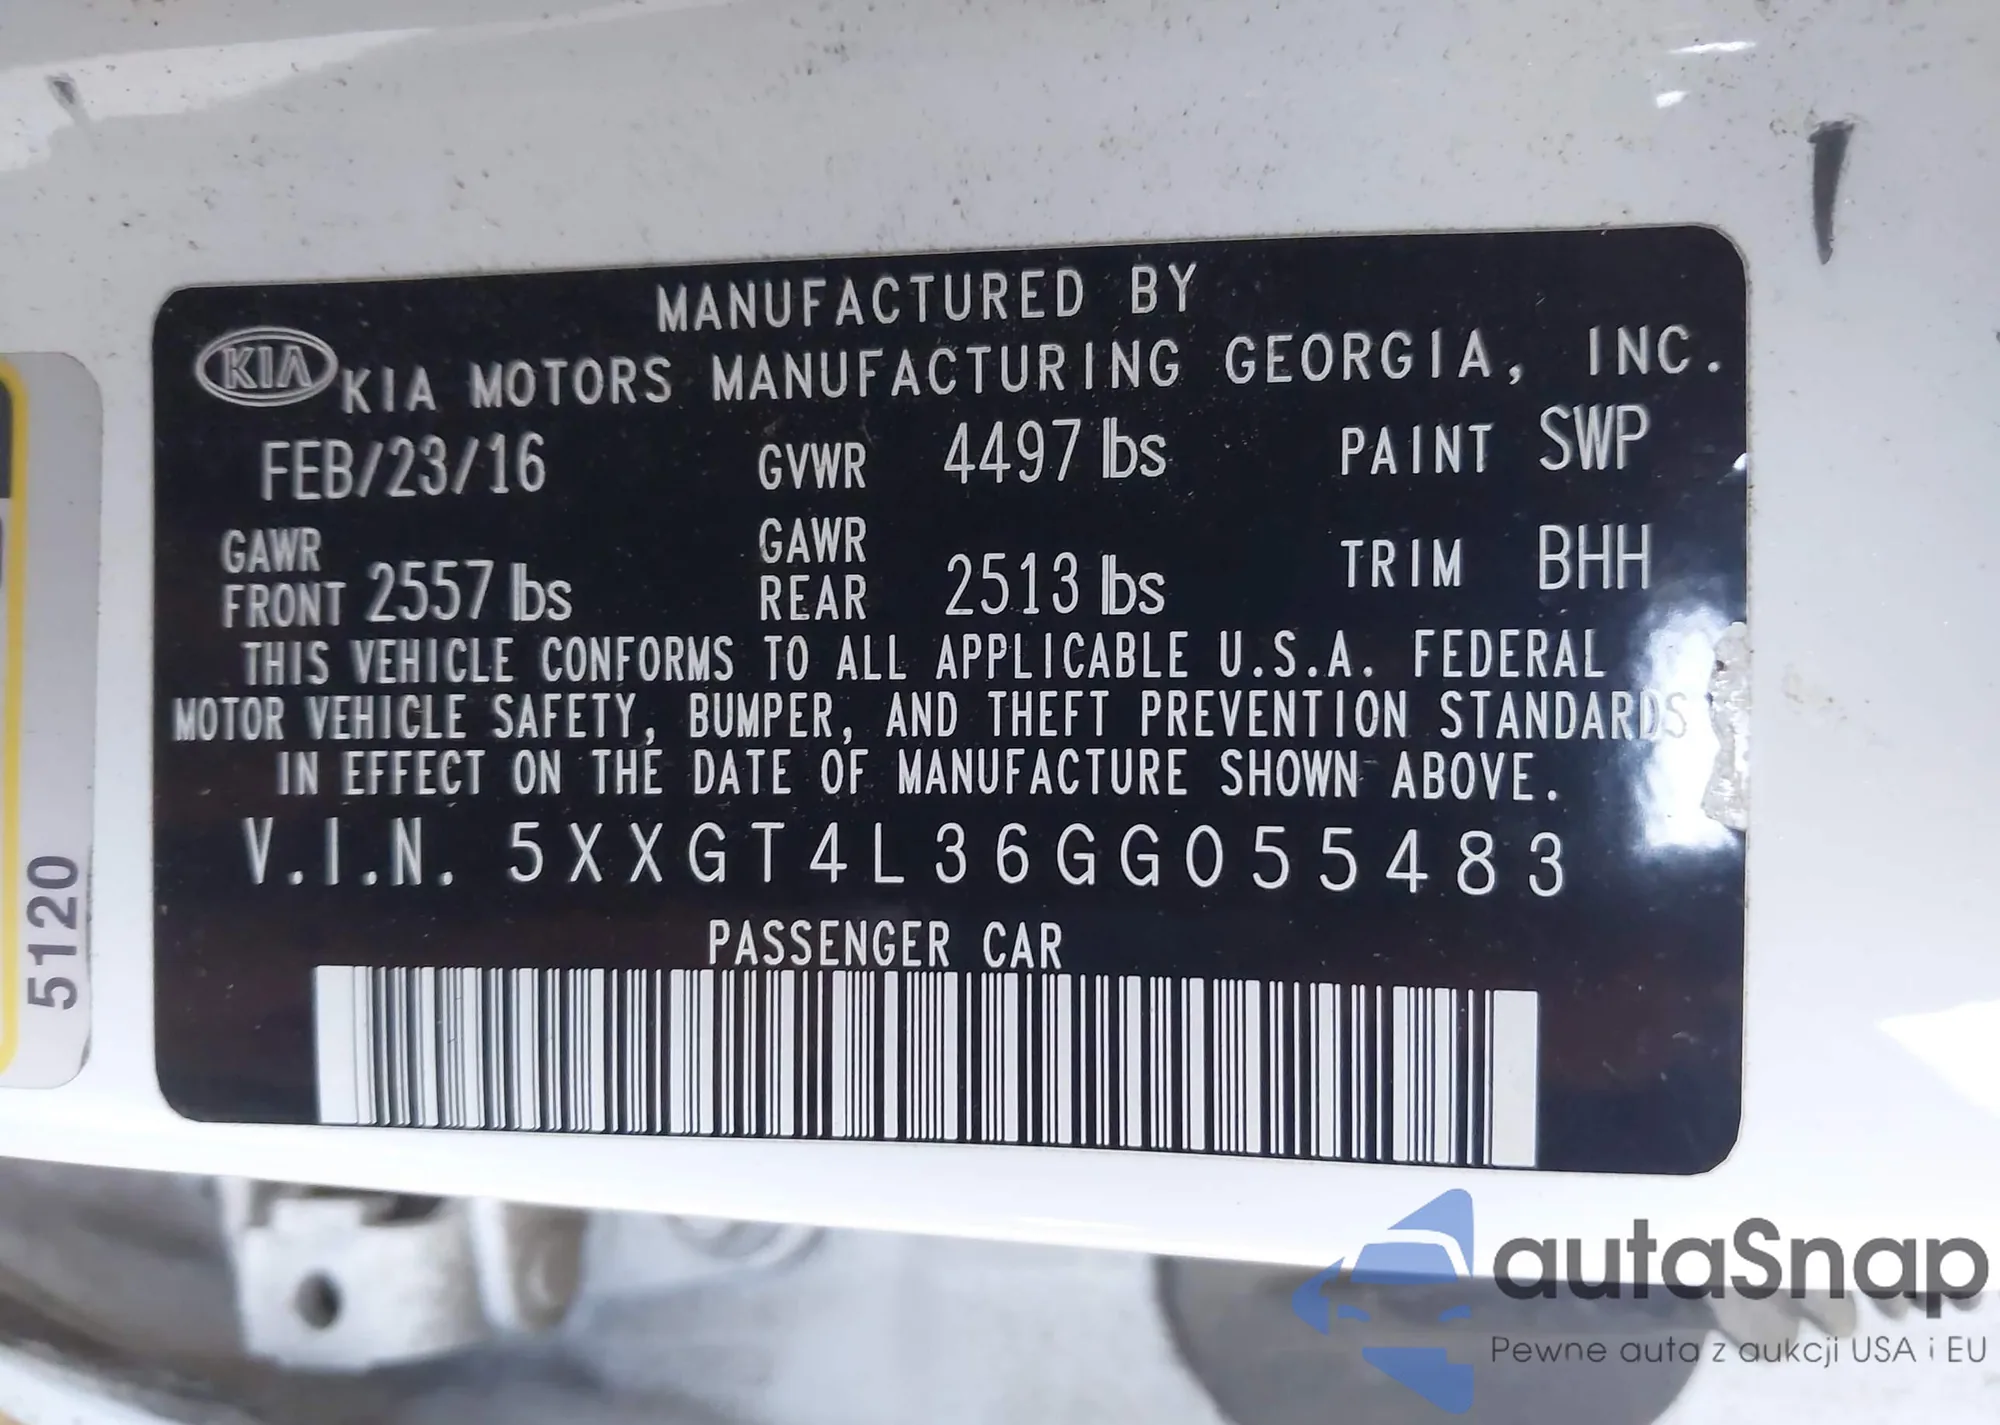 MANUFACTURED BY
KIA KIA MOTORS MANUFACTURING GEORGIA, INC.
FEB/23/16 GVWR 4497 lbs PAINT SWP
GAWR FRONT 2557 lbs GAWR REAR 2513 lbs TRIM BHH
THIS VEHICLE CONFORMS TO ALL APPLICABLE U.S.A. FEDERAL
MOTOR VEHICLE SAFETY, BUMPER, AND THEFT PREVENTION STANDARDS
IN EFFECT ON THE DATE OF MANUFACTURE SHOWN ABOVE.
V.I.N. 5XXGT4L36GG055483
PASSENGER CAR
5120
autaSnap
Pewne auta z aukcji USA i EU